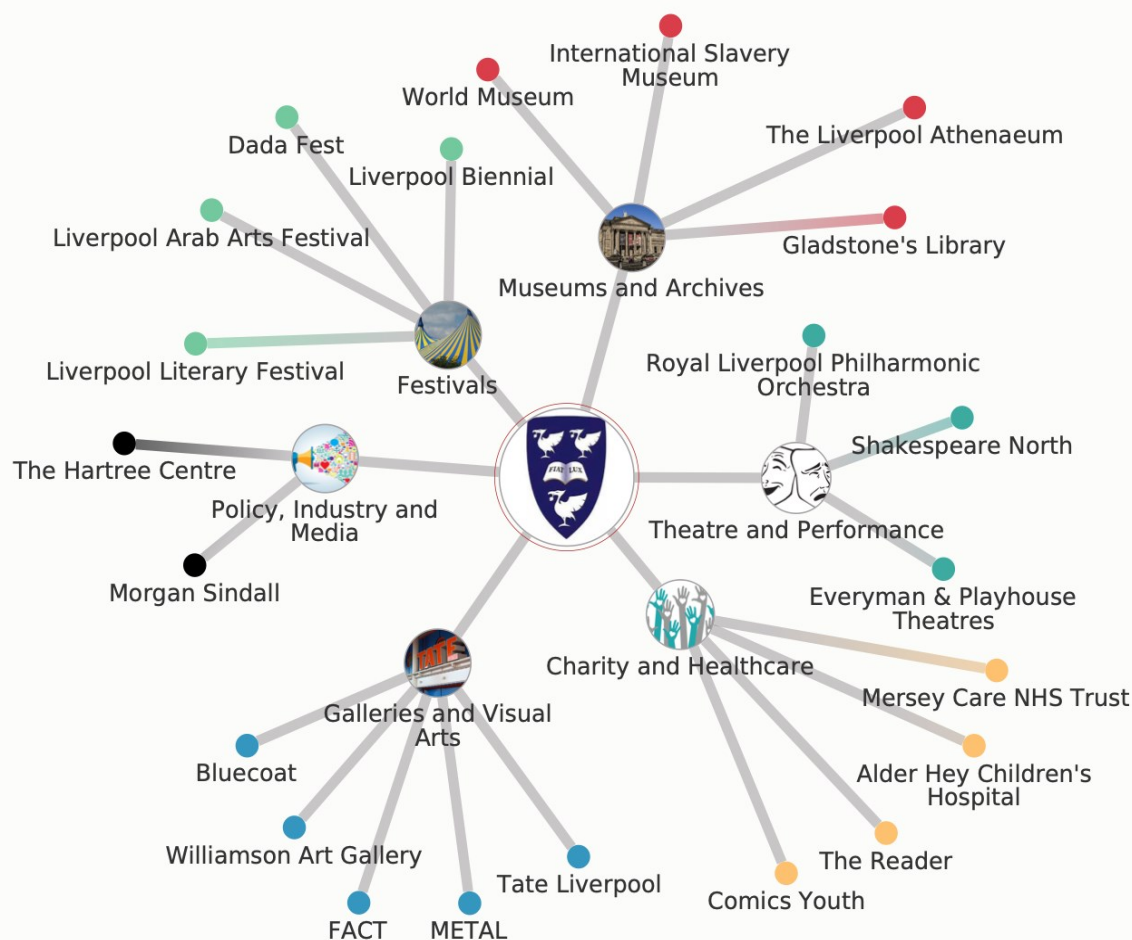 International Slavery
Museum
World Museum
The Liverpool Athenaeum
Dada Fest
Liverpool Biennial
Liverpool Arab Arts Festival
Gladstone's Library
Museums and Archives
Royal Liverpool Philharmonic
Orchestra
Liverpool Literary Festival
Festivals
Shakespeare North
The Hartree Centre
FIAT LUX
Policy, Industry and
Media
Theatre and Performance
Morgan Sindall
Everyman & Playhouse
Theatres
TATE
Charity and Healthcare
Mersey Care NHS Trust
Galleries and Visual
Arts
Bluecoat
Alder Hey Children's
Hospital
Williamson Art Gallery
The Reader
Tate Liverpool
Comics Youth
FACT
METAL